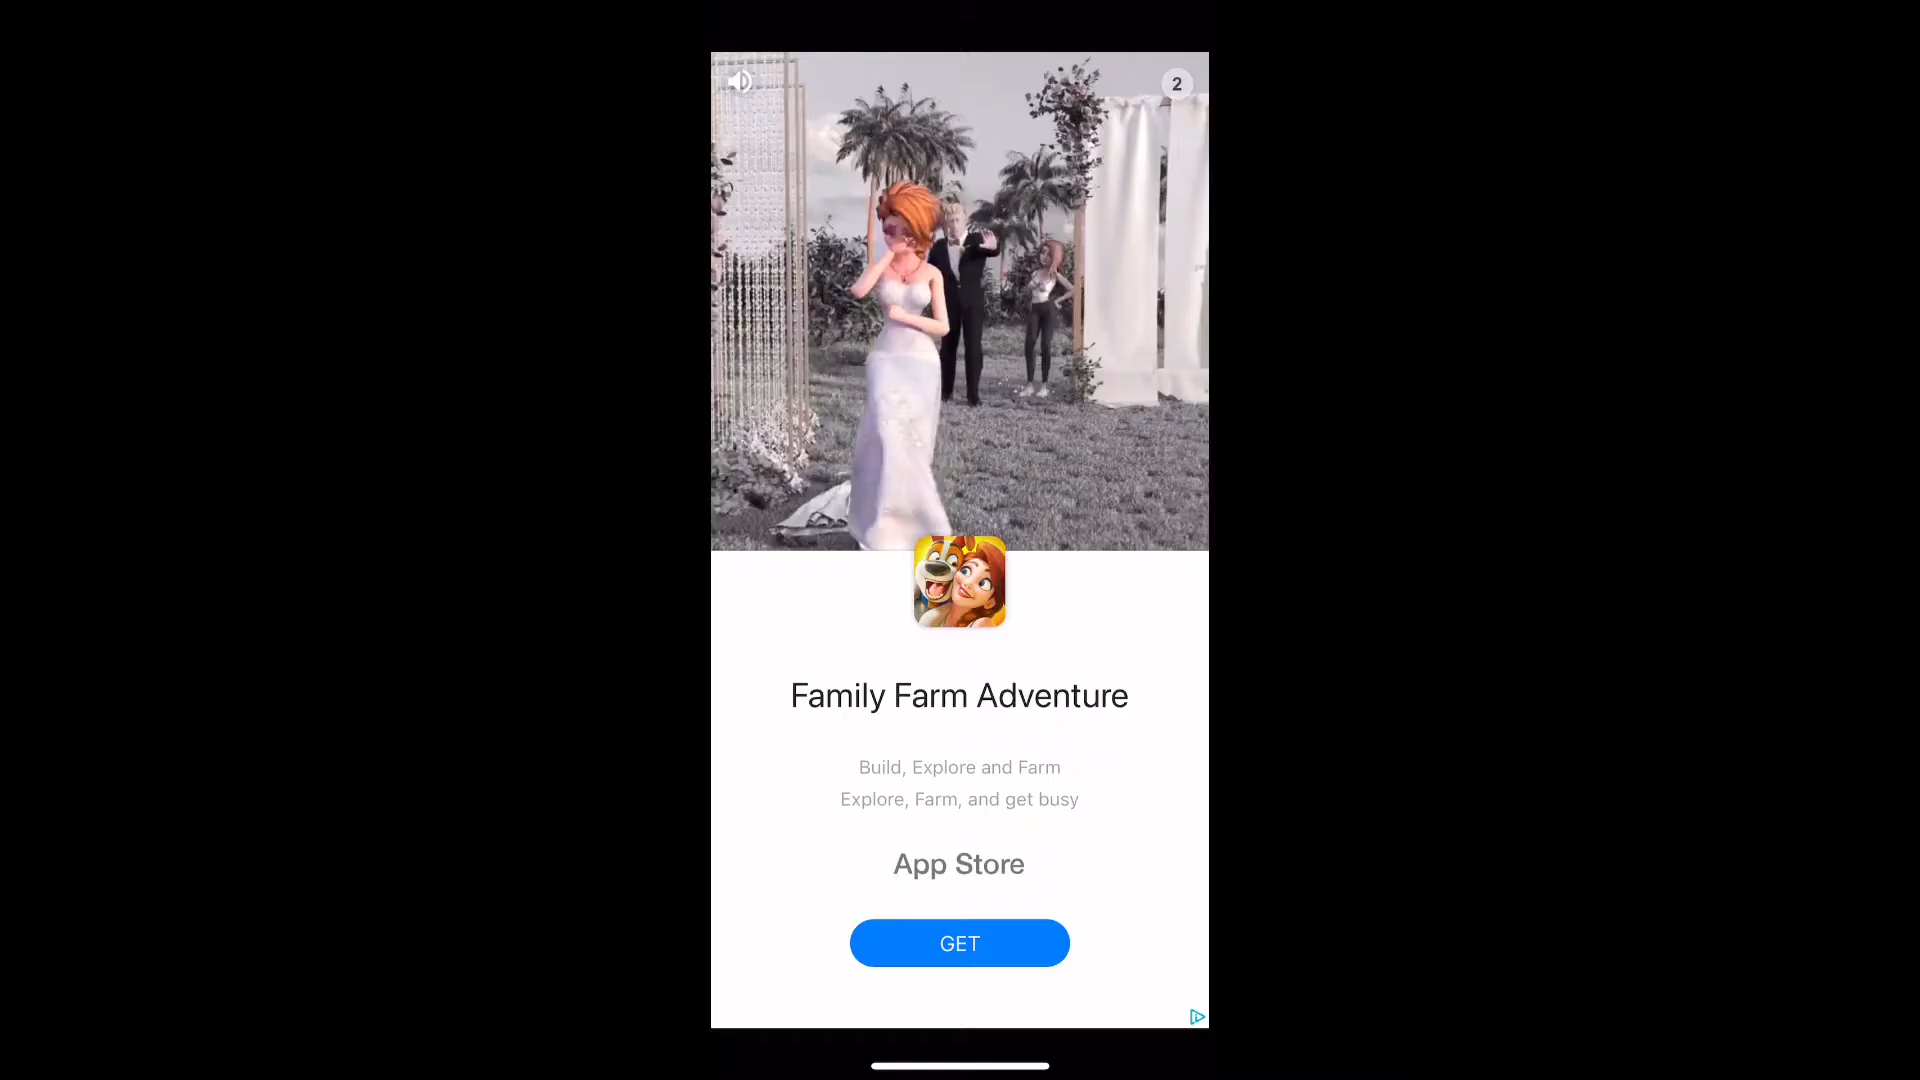 2
Family Farm Adventure
Build, Explore and Farm
Explore, Farm, and get busy
App Store
GET